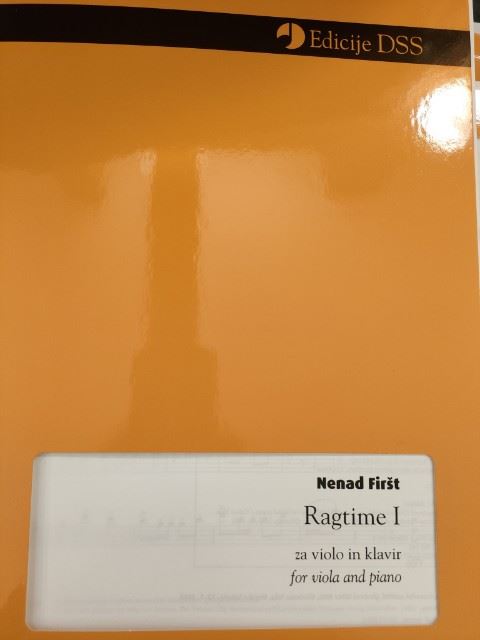 Edicije DSS
Nenad Firšt
Ragtime I
za violo in klavir
for viola and piano